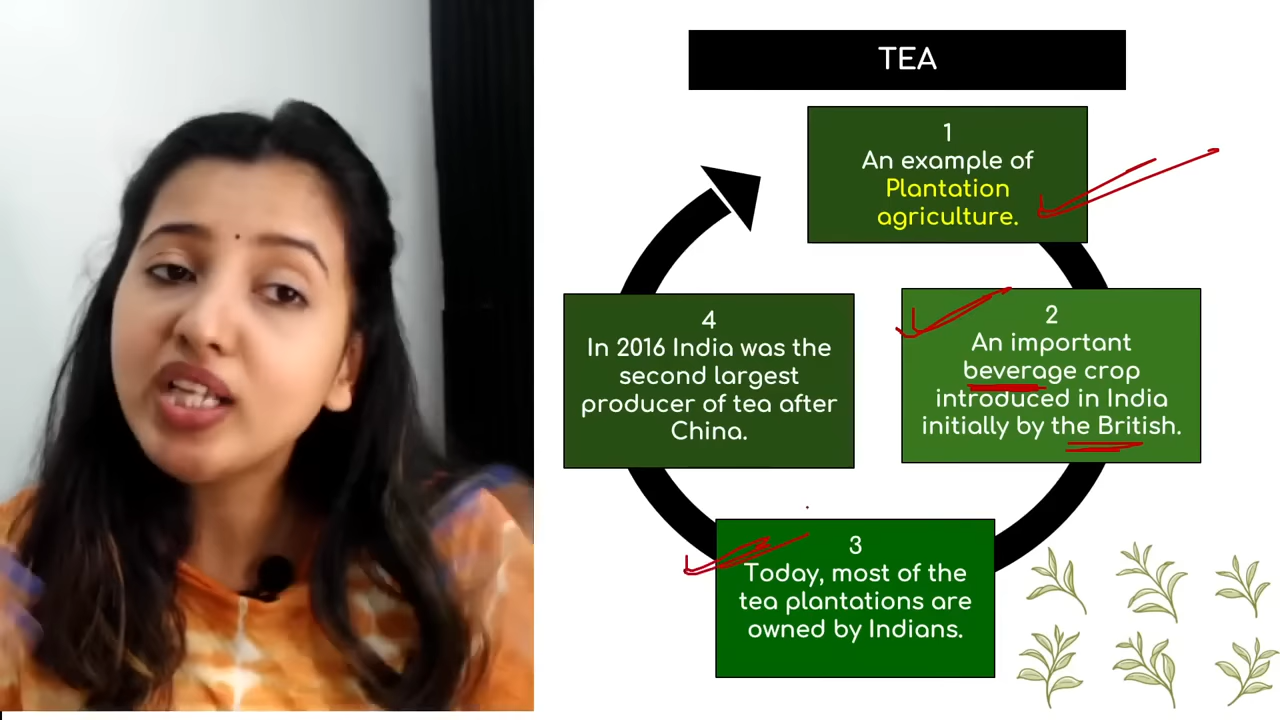 TEA
1
An example of
Plantation
agriculture.
2
An important
beverage crop
introduced in India
initially by the British.
3
Today, most of the
tea plantations are
owned by Indians.
4
In 2016 India was the
second largest
producer of tea after
China.